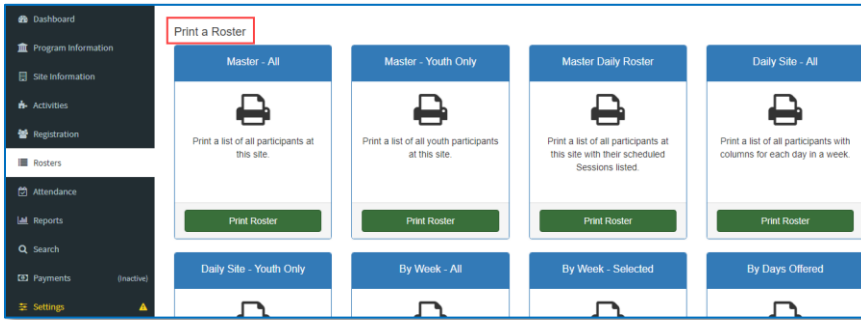 Dashboard
Program Information
Site Information
Activities
Registration
Rosters
Attendance
Reports
Search
Payments (Inactive)
Settings
Print a Roster
Master - All
Print a list of all participants at
this site.
Print Roster
Master - Youth Only
Print a list of all youth participants
at this site.
Print Roster
Master Daily Roster
Print a list of all participants at
this site with their scheduled
Sessions listed.
Print Roster
Daily Site - All
Print a list of all participants with
columns for each day in a week.
Print Roster
Daily Site - Youth Only
By Week - All
By Week - Selected
By Days Offered